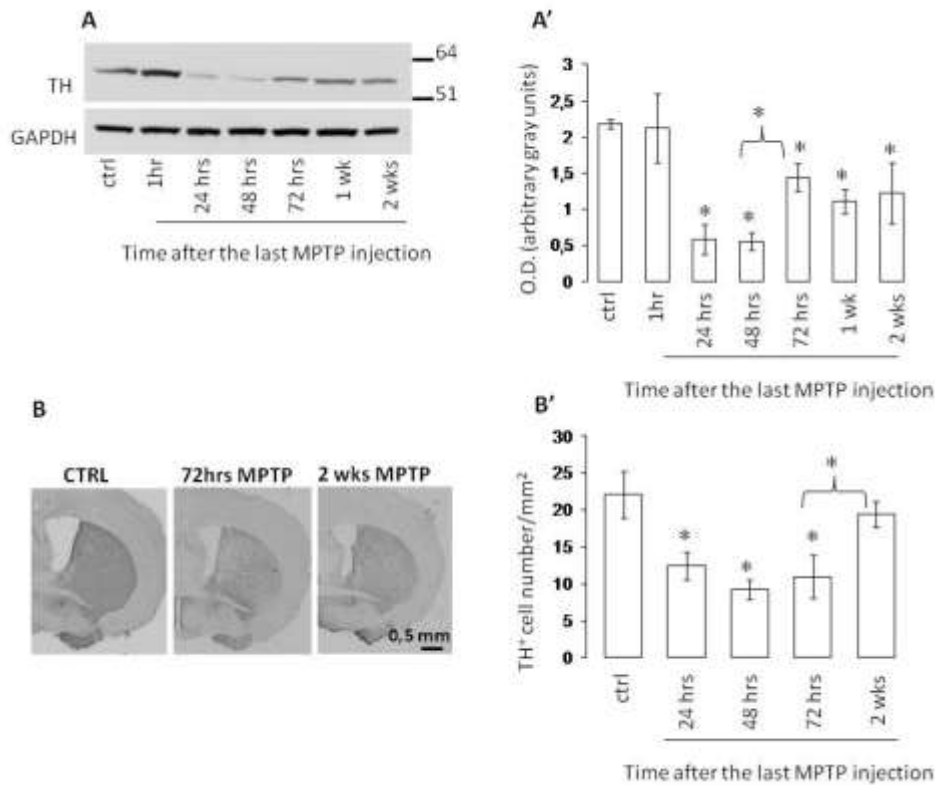 A
TH
64
51
GAPDH
ctrl
1hr
24 hrs
48 hrs
72 hrs
1 wk
2 wks
Time after the last MPTP injection
A'
O.D. (arbitrary gray units)
3
2,5
2
1,5
1
0,5
0
*
*
*
*
*
*
ctrl
1hr
24 hrs
48 hrs
72 hrs
1 wk
2 wks
Time after the last MPTP injection
B
CTRL
72hrs MPTP
2 wks MPTP
0,5 mm
B'
TH⁺ cell number/mm²
30
25
20
15
10
5
0
*
*
*
*
ctrl
24 hrs
48 hrs
72 hrs
2 wks
Time after the last MPTP injection